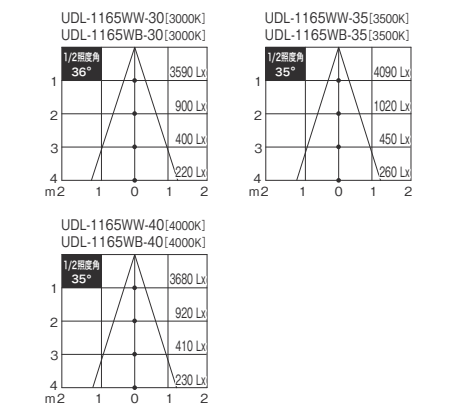 UDL-1165WW-30[3000K]
UDL-1165WB-30[3000K]
1/2照度角
36°
3590 Lx
1
900 Lx
2
400 Lx
3
220 Lx
4
m2 1 0 1 2
UDL-1165WW-35[3500K]
UDL-1165WB-35[3500K]
1/2照度角
35°
4090 Lx
1
1020 Lx
2
450 Lx
3
260 Lx
4
m2 1 0 1 2
UDL-1165WW-40[4000K]
UDL-1165WB-40[4000K]
1/2照度角
35°
3680 Lx
1
920 Lx
2
410 Lx
3
230 Lx
4
m2 1 0 1 2